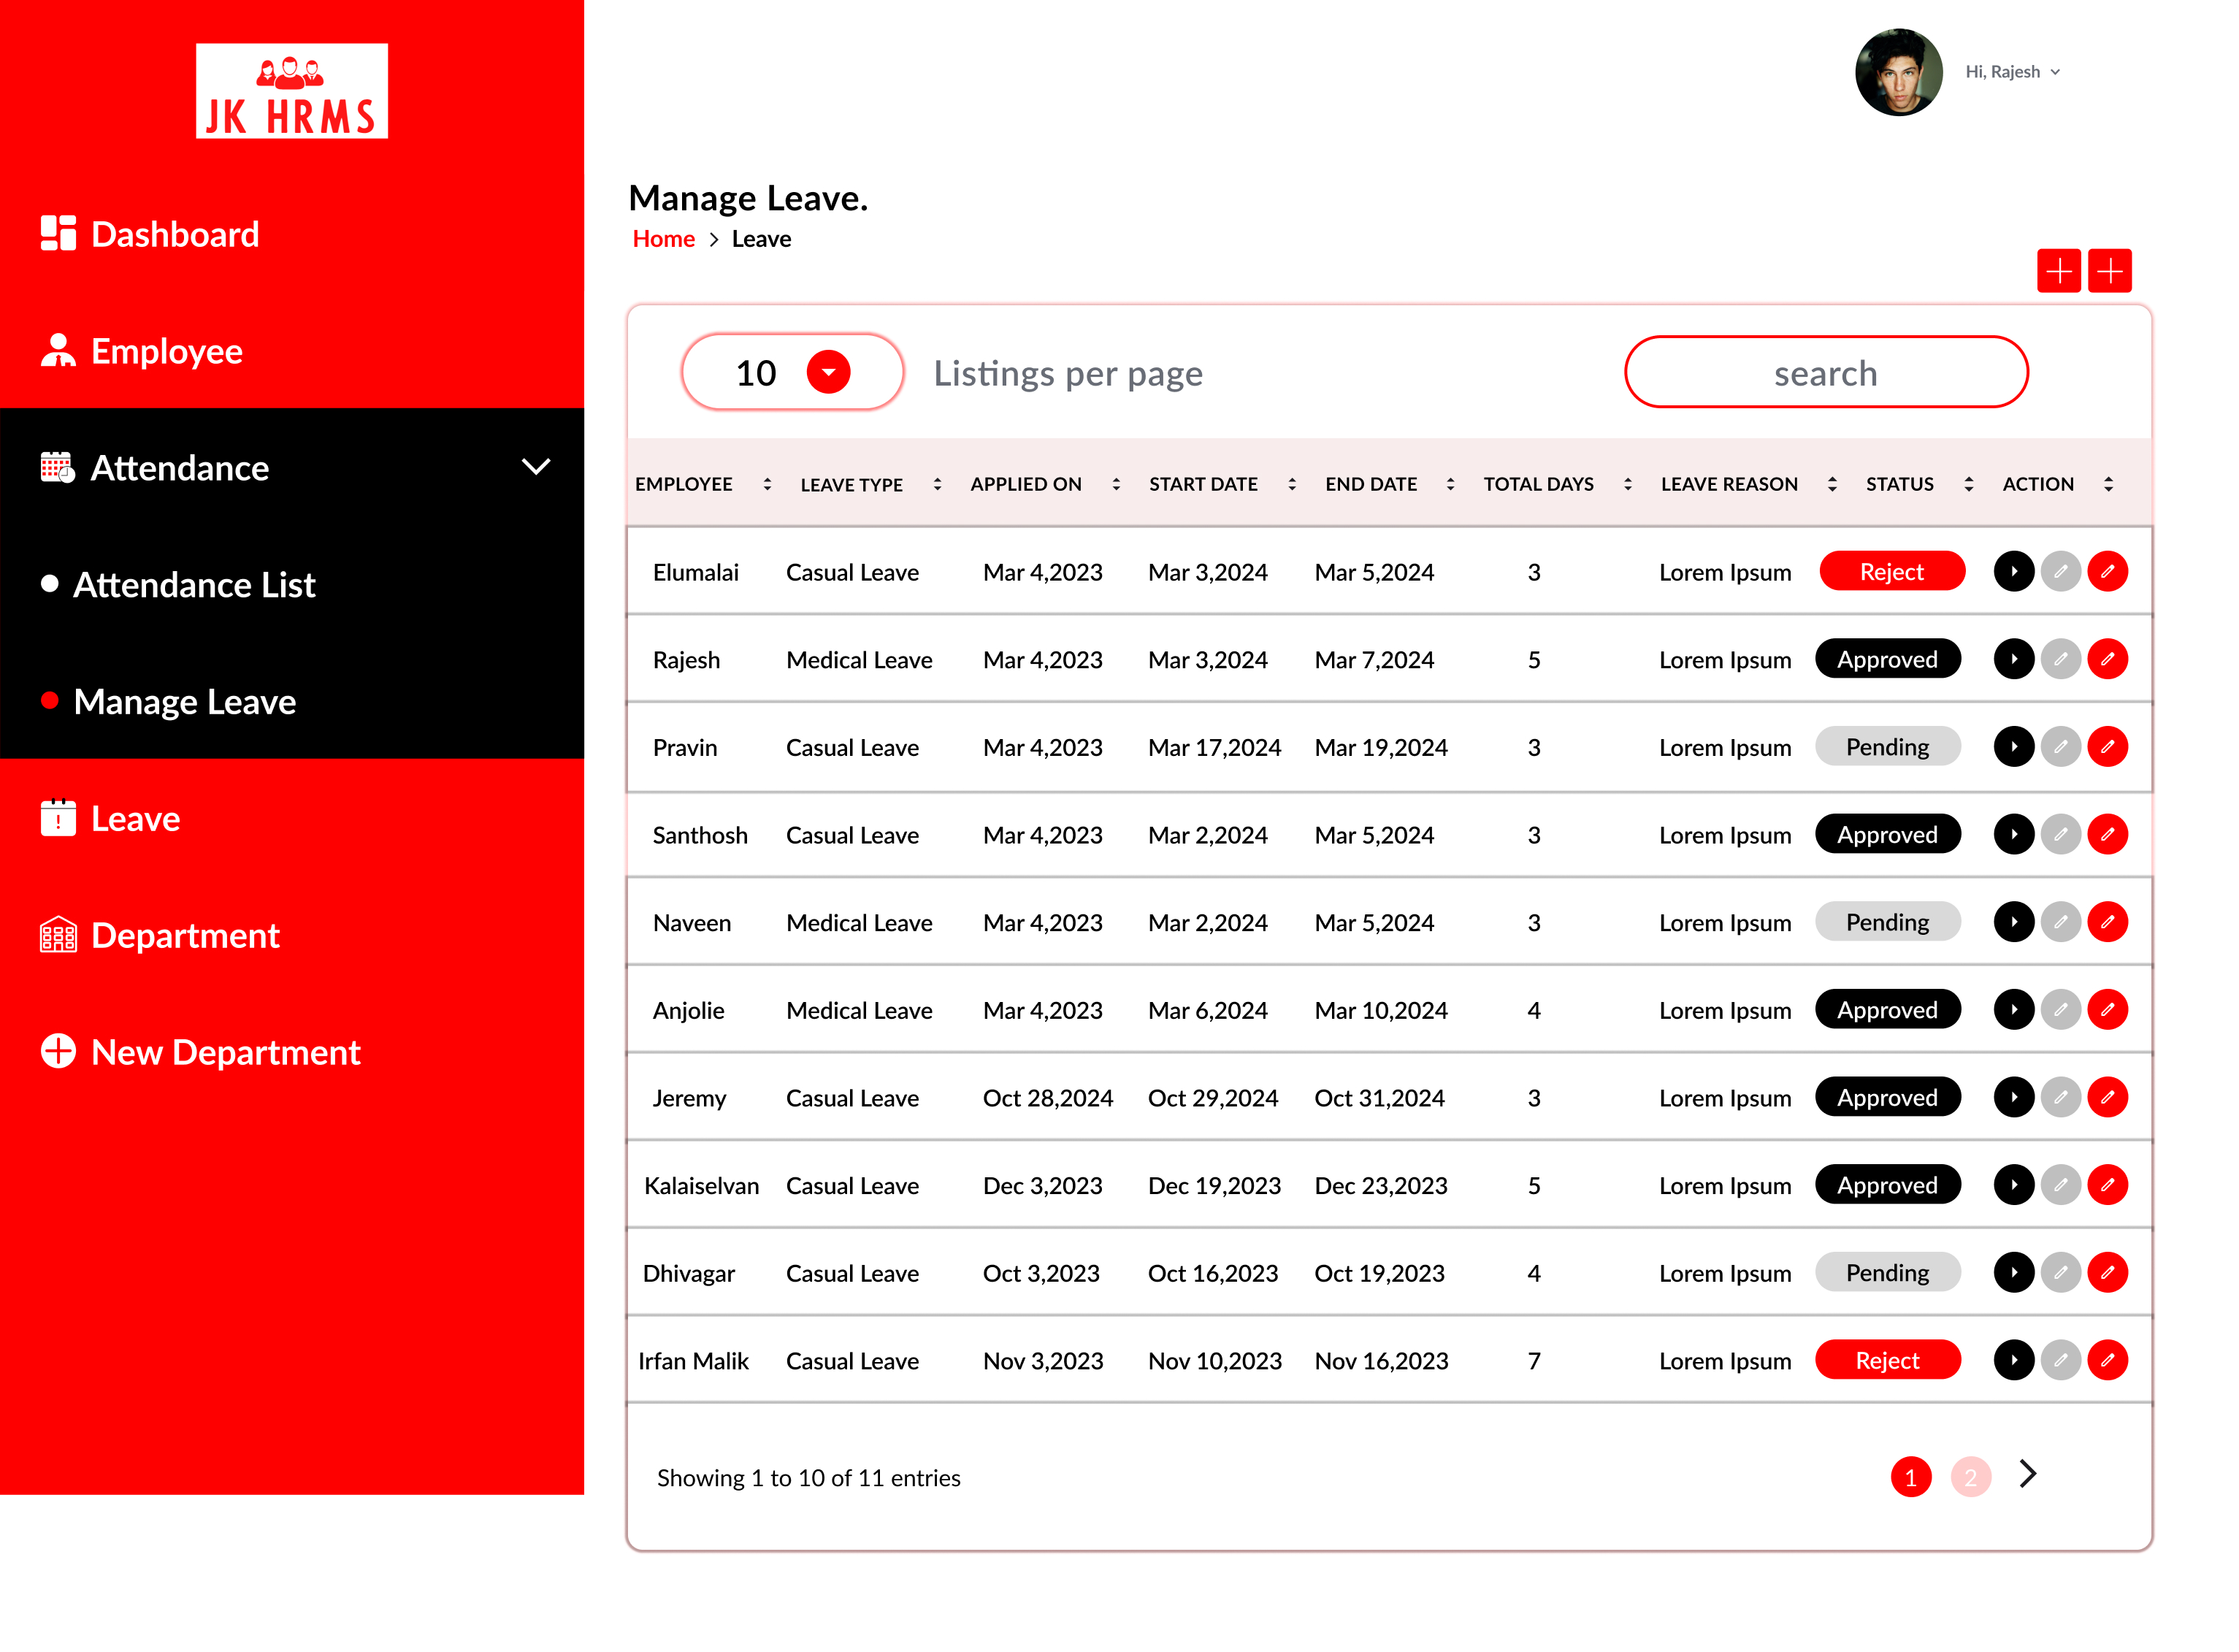 JK HRMS
Hi, Rajesh
Dashboard
Employee
Attendance
Attendance List
Manage Leave
Leave
Department
New Department
Manage Leave.
Home > Leave
10 Listings per page search
EMPLOYEE LEAVE TYPE APPLIED ON START DATE END DATE TOTAL DAYS LEAVE REASON STATUS ACTION
Elumalai Casual Leave Mar 4,2023 Mar 3,2024 Mar 5,2024 3 Lorem Ipsum Reject
Rajesh Medical Leave Mar 4,2023 Mar 3,2024 Mar 7,2024 5 Lorem Ipsum Approved
Pravin Casual Leave Mar 4,2023 Mar 17,2024 Mar 19,2024 3 Lorem Ipsum Pending
Santhosh Casual Leave Mar 4,2023 Mar 2,2024 Mar 5,2024 3 Lorem Ipsum Approved
Naveen Medical Leave Mar 4,2023 Mar 2,2024 Mar 5,2024 3 Lorem Ipsum Pending
Anjolie Medical Leave Mar 4,2023 Mar 6,2024 Mar 10,2024 4 Lorem Ipsum Approved
Jeremy Casual Leave Oct 28,2024 Oct 29,2024 Oct 31,2024 3 Lorem Ipsum Approved
Kalaiselvan Casual Leave Dec 3,2023 Dec 19,2023 Dec 23,2023 5 Lorem Ipsum Approved
Dhivagar Casual Leave Oct 3,2023 Oct 16,2023 Oct 19,2023 4 Lorem Ipsum Pending
Irfan Malik Casual Leave Nov 3,2023 Nov 10,2023 Nov 16,2023 7 Lorem Ipsum Reject
Showing 1 to 10 of 11 entries 1 2